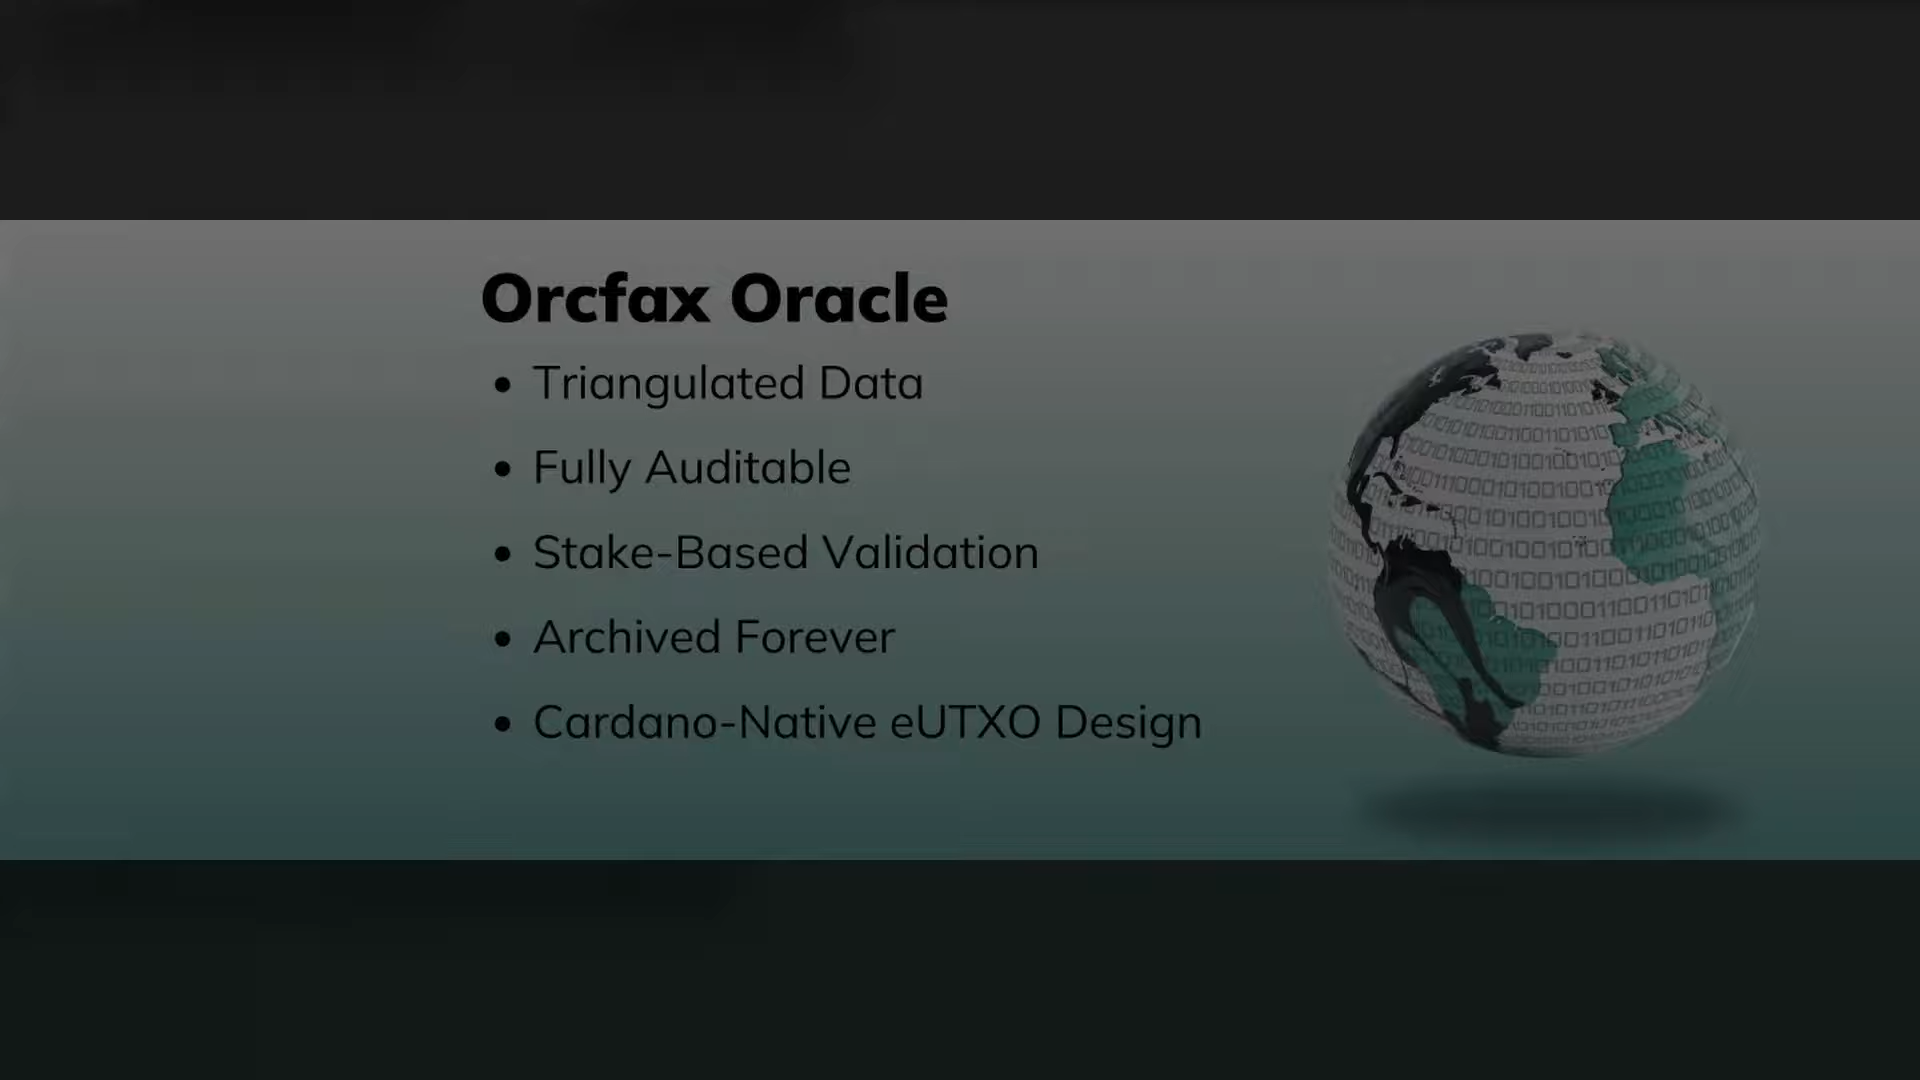 Orcfax Oracle
• Triangulated Data
• Fully Auditable
• Stake-Based Validation
• Archived Forever
• Cardano-Native eUTXO Design